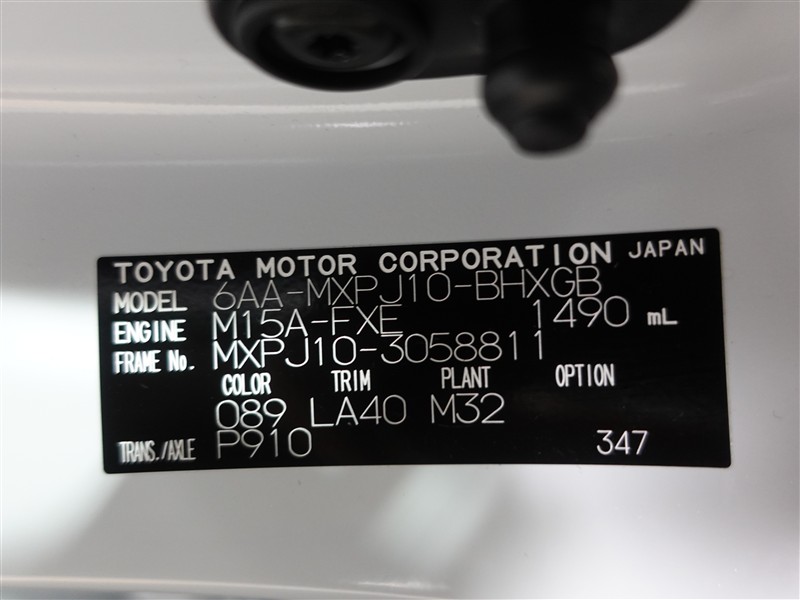 TOYOTA MOTOR CORPORATION JAPAN
MODEL 6AA-MXPJ10-BHXGB
ENGINE M15A-FXE 1490 mL
FRAME No. MXPJ10-3058811
COLOR TRIM PLANT OPTION
089 LA40 M32
TRANS./AXLE P910 347